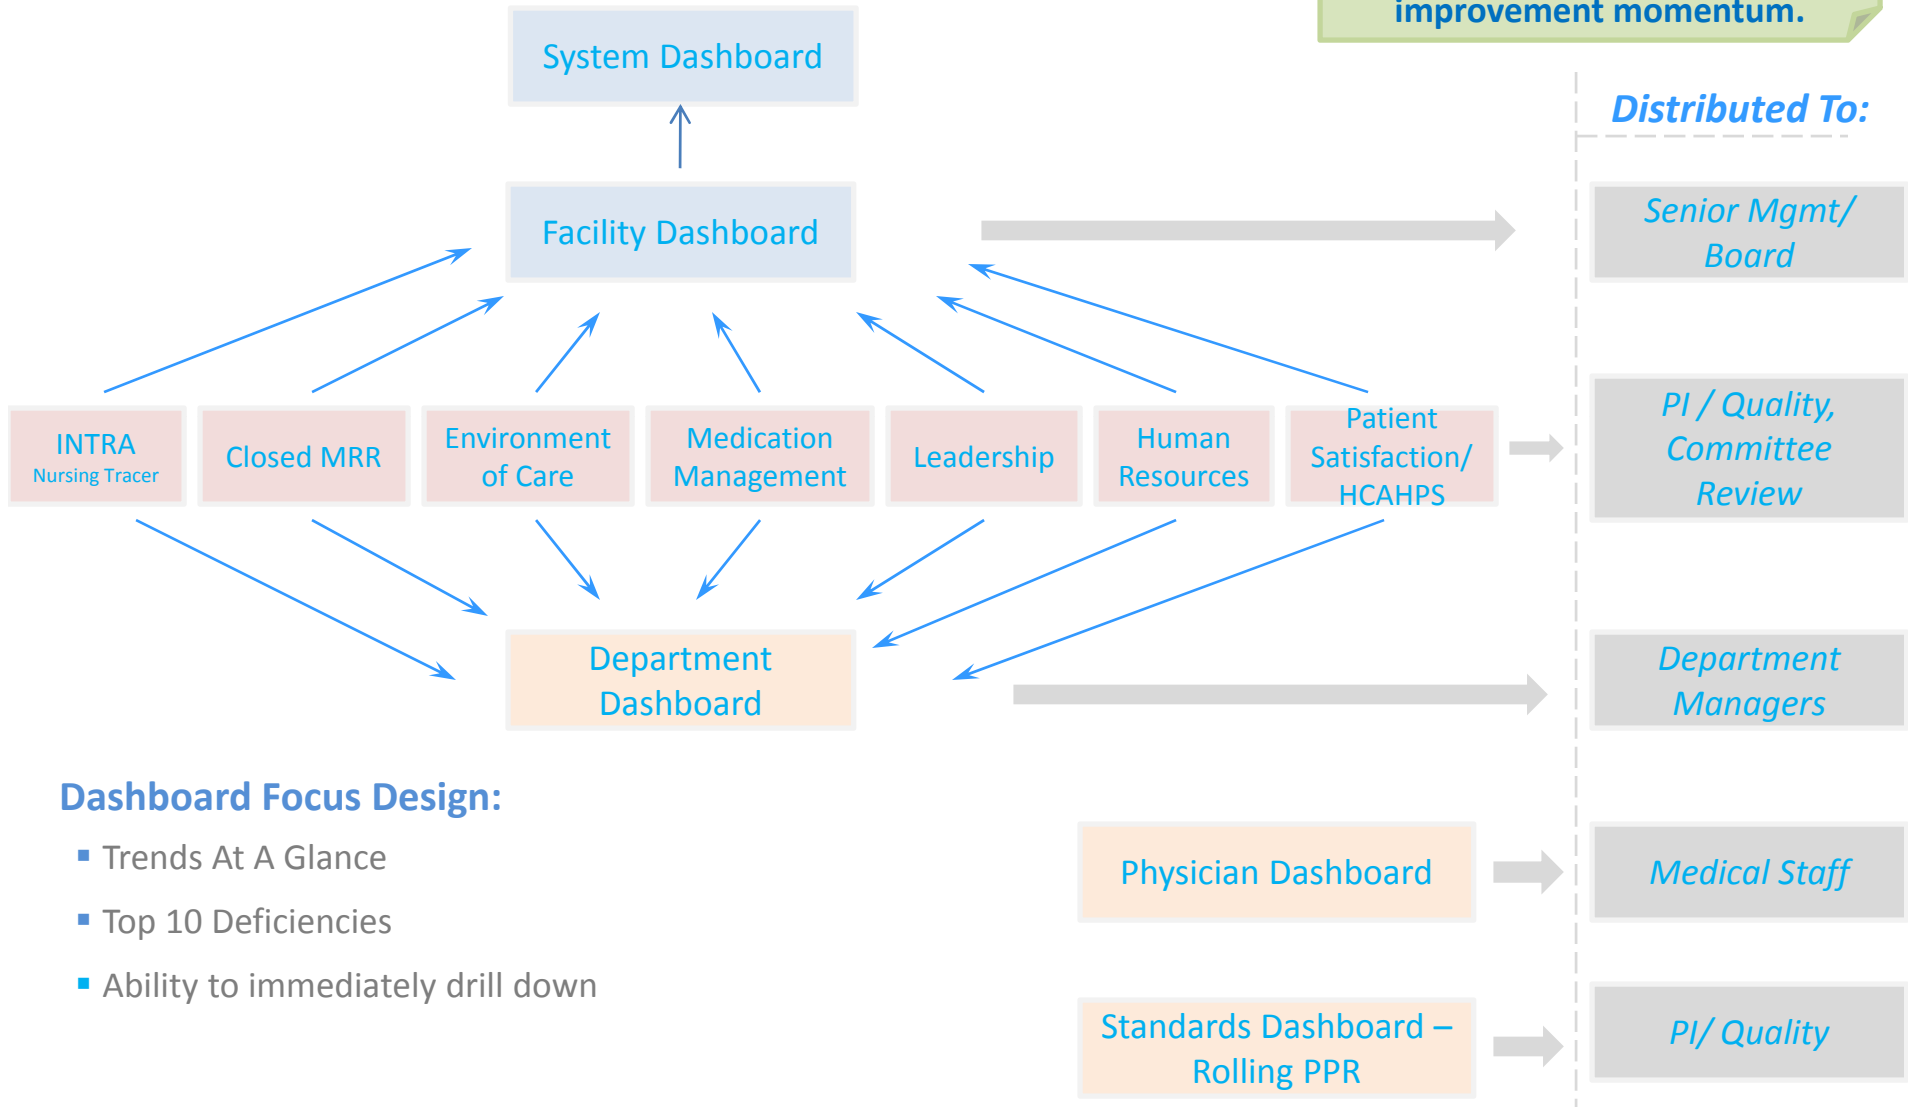 improvement momentum.
System Dashboard
Distributed To:
Facility Dashboard
Senior Mgmt/
Board
INTRA
Nursing Tracer
Closed MRR
Environment
of Care
Medication
Management
Leadership
Human
Resources
Patient
Satisfaction/
HCAHPS
PI / Quality,
Committee
Review
Department
Dashboard
Department
Managers
Dashboard Focus Design:
Trends At A Glance
Top 10 Deficiencies
Ability to immediately drill down
Physician Dashboard
Medical Staff
Standards Dashboard –
Rolling PPR
PI/ Quality